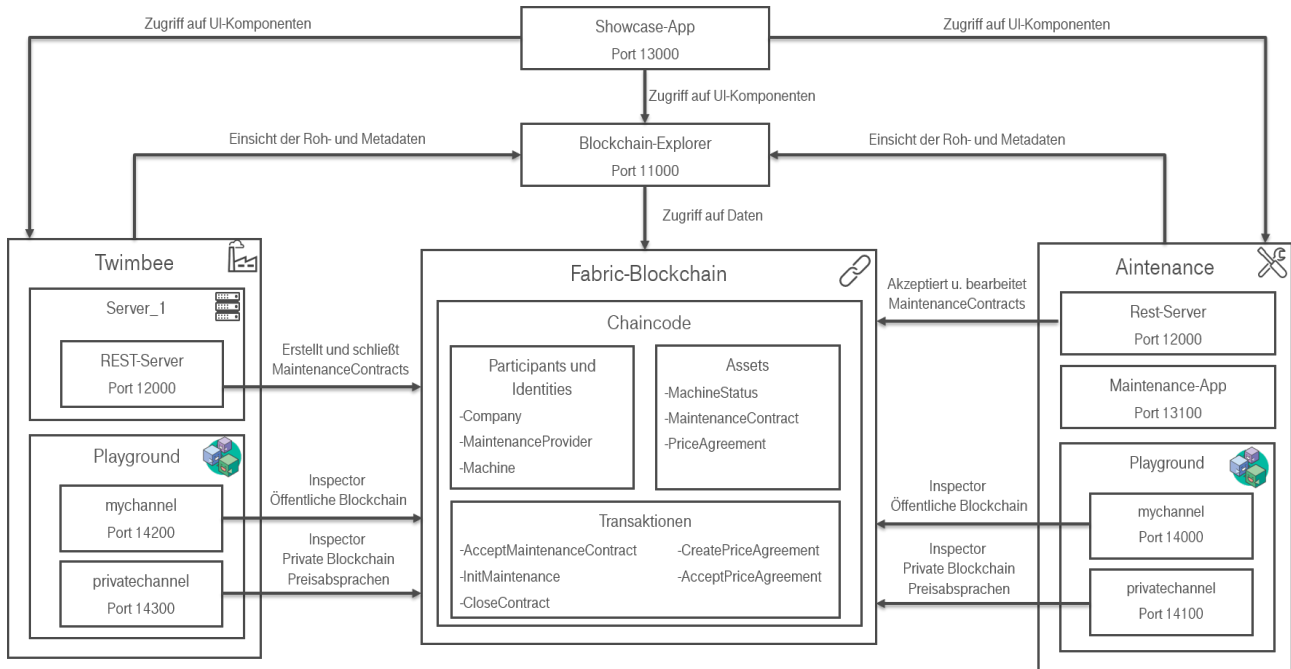 Zugriff auf UI-Komponenten
Showcase-App
Port 13000
Zugriff auf UI-Komponenten
Zugriff auf UI-Komponenten
Einsicht der Roh- und Metadaten
Blockchain-Explorer
Port 11000
Einsicht der Roh- und Metadaten
Zugriff auf Daten
Twimbee
Server_1
REST-Server
Port 12000
Playground
mychannel
Port 14200
privatechannel
Port 14300
Erstellt und schließt
MaintenanceContracts
Inspector
Öffentliche Blockchain
Inspector
Private Blockchain
Preisabsprachen
Fabric-Blockchain
Chaincode
Participants und
Identities
-Company
-MaintenanceProvider
-Machine
Assets
-MachineStatus
-MaintenanceContract
-PriceAgreement
Transaktionen
-AcceptMaintenanceContract
-InitMaintenance
-CloseContract
-CreatePriceAgreement
-AcceptPriceAgreement
Akzeptiert u. bearbeitet
MaintenanceContracts
Inspector
Öffentliche Blockchain
Inspector
Private Blockchain
Preisabsprachen
Aintenance
Rest-Server
Port 12000
Maintenance-App
Port 13100
Playground
mychannel
Port 14000
privatechannel
Port 14100